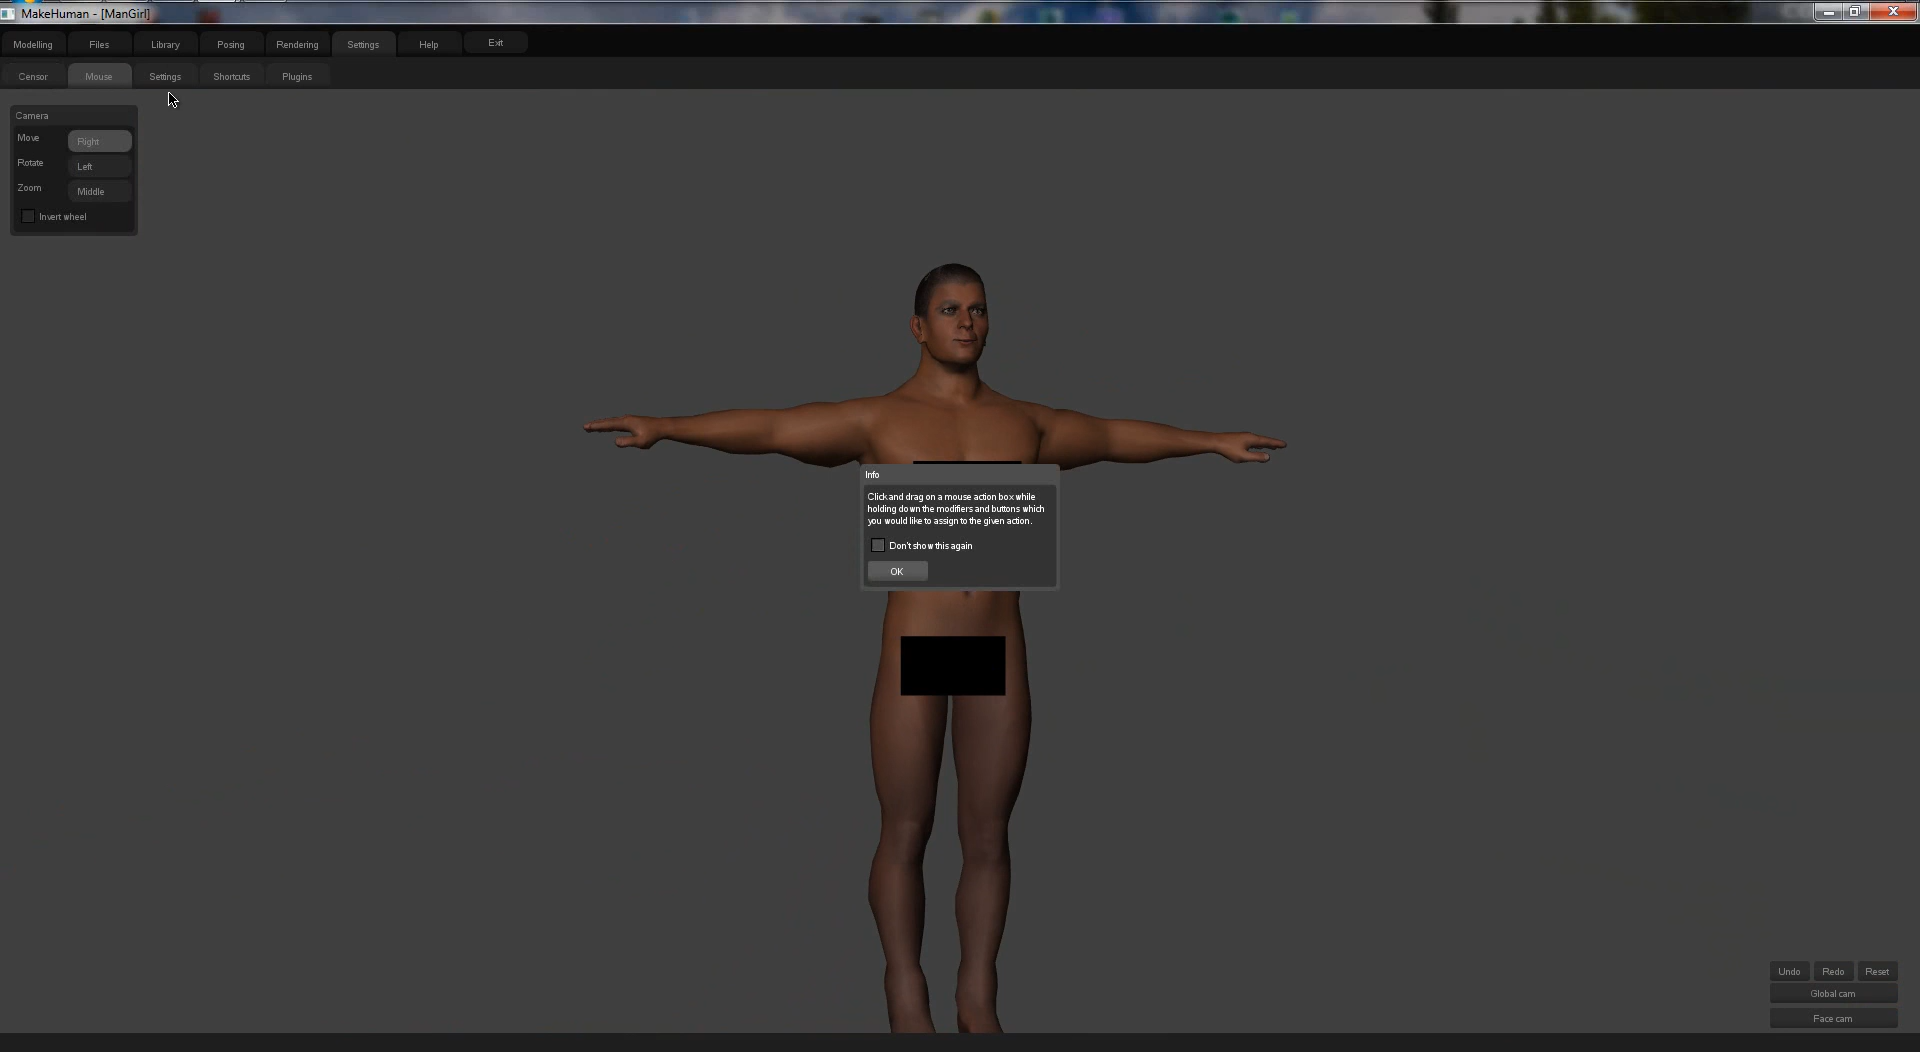 MakeHuman - [ManGirl]
Modelling Files Library Posing Rendering Settings Help Exit
Censor Mouse Settings Shortcuts Plugins
Camera
Move Right
Rotate Left
Zoom Middle
Invert wheel
Info
Click and drag on a mouse action box while
holding down the modifiers and buttons which
you would like to assign to the given action.
Don't show this again
OK
Undo Redo Reset
Global cam
Face cam